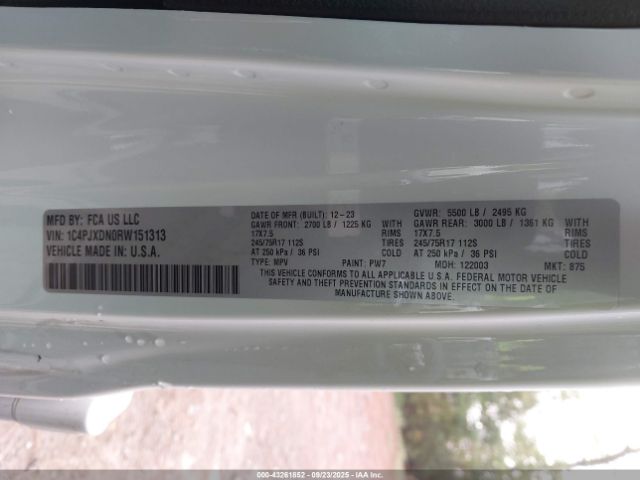 MFD BY: FCA US LLC
VIN: 1C4PJXDN0RW151313
VEHICLE MADE IN: U.S.A.
DATE OF MFR (BUILT): 12-23
GAWR FRONT: 2700 LB / 1225 KG WITH
17X7.5 RIMS
245/75R17 112S TIRES
AT 250 kPa / 36 PSI COLD
TYPE: MPV PAINT: PW7
GVWR: 5500 LB / 2495 KG
GAWR REAR: 3000 LB / 1361 KG WITH
17X7.5 RIMS
245/75R17 112S TIRES
AT 250 kPa / 36 PSI COLD
MDH: 122003 MKT: 875
THIS VEHICLE CONFORMS TO ALL APPLICABLE U.S.A. FEDERAL MOTOR VEHICLE
SAFETY AND THEFT PREVENTION STANDARDS IN EFFECT ON THE DATE OF
MANUFACTURE SHOWN ABOVE.
000-43261652 - 09/23/2025 - IAA Inc.